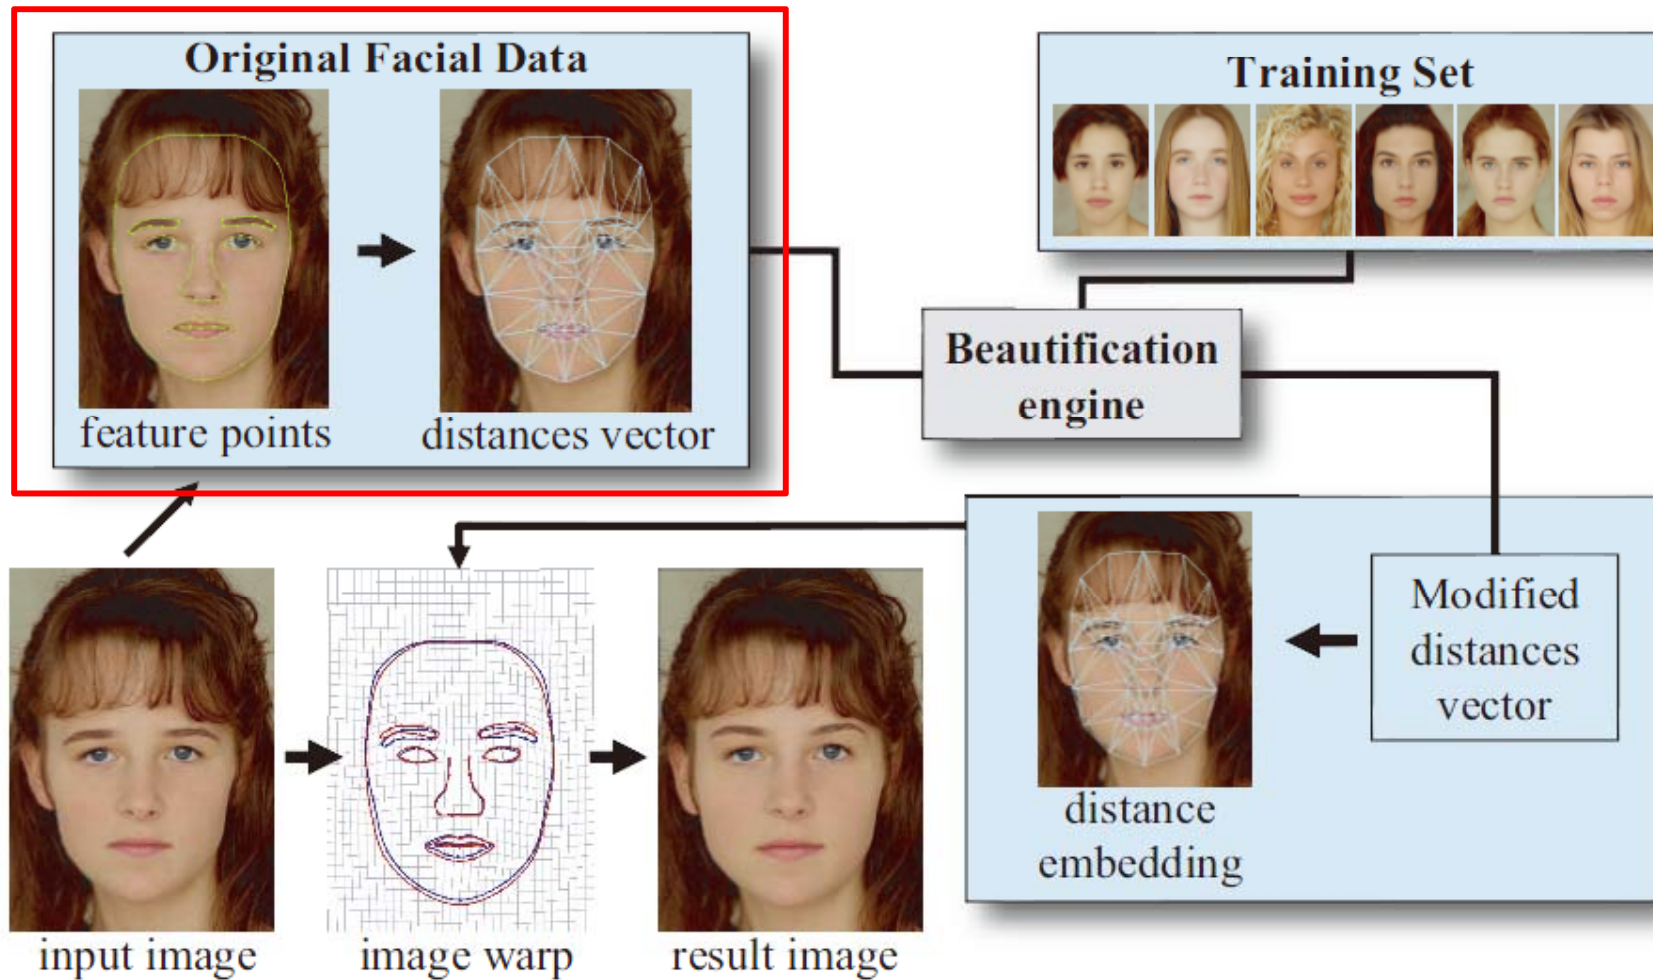 Original Facial Data
feature points
distances vector
Training Set
Beautification
engine
Modified
distances
vector
distance
embedding
input image
image warp
result image